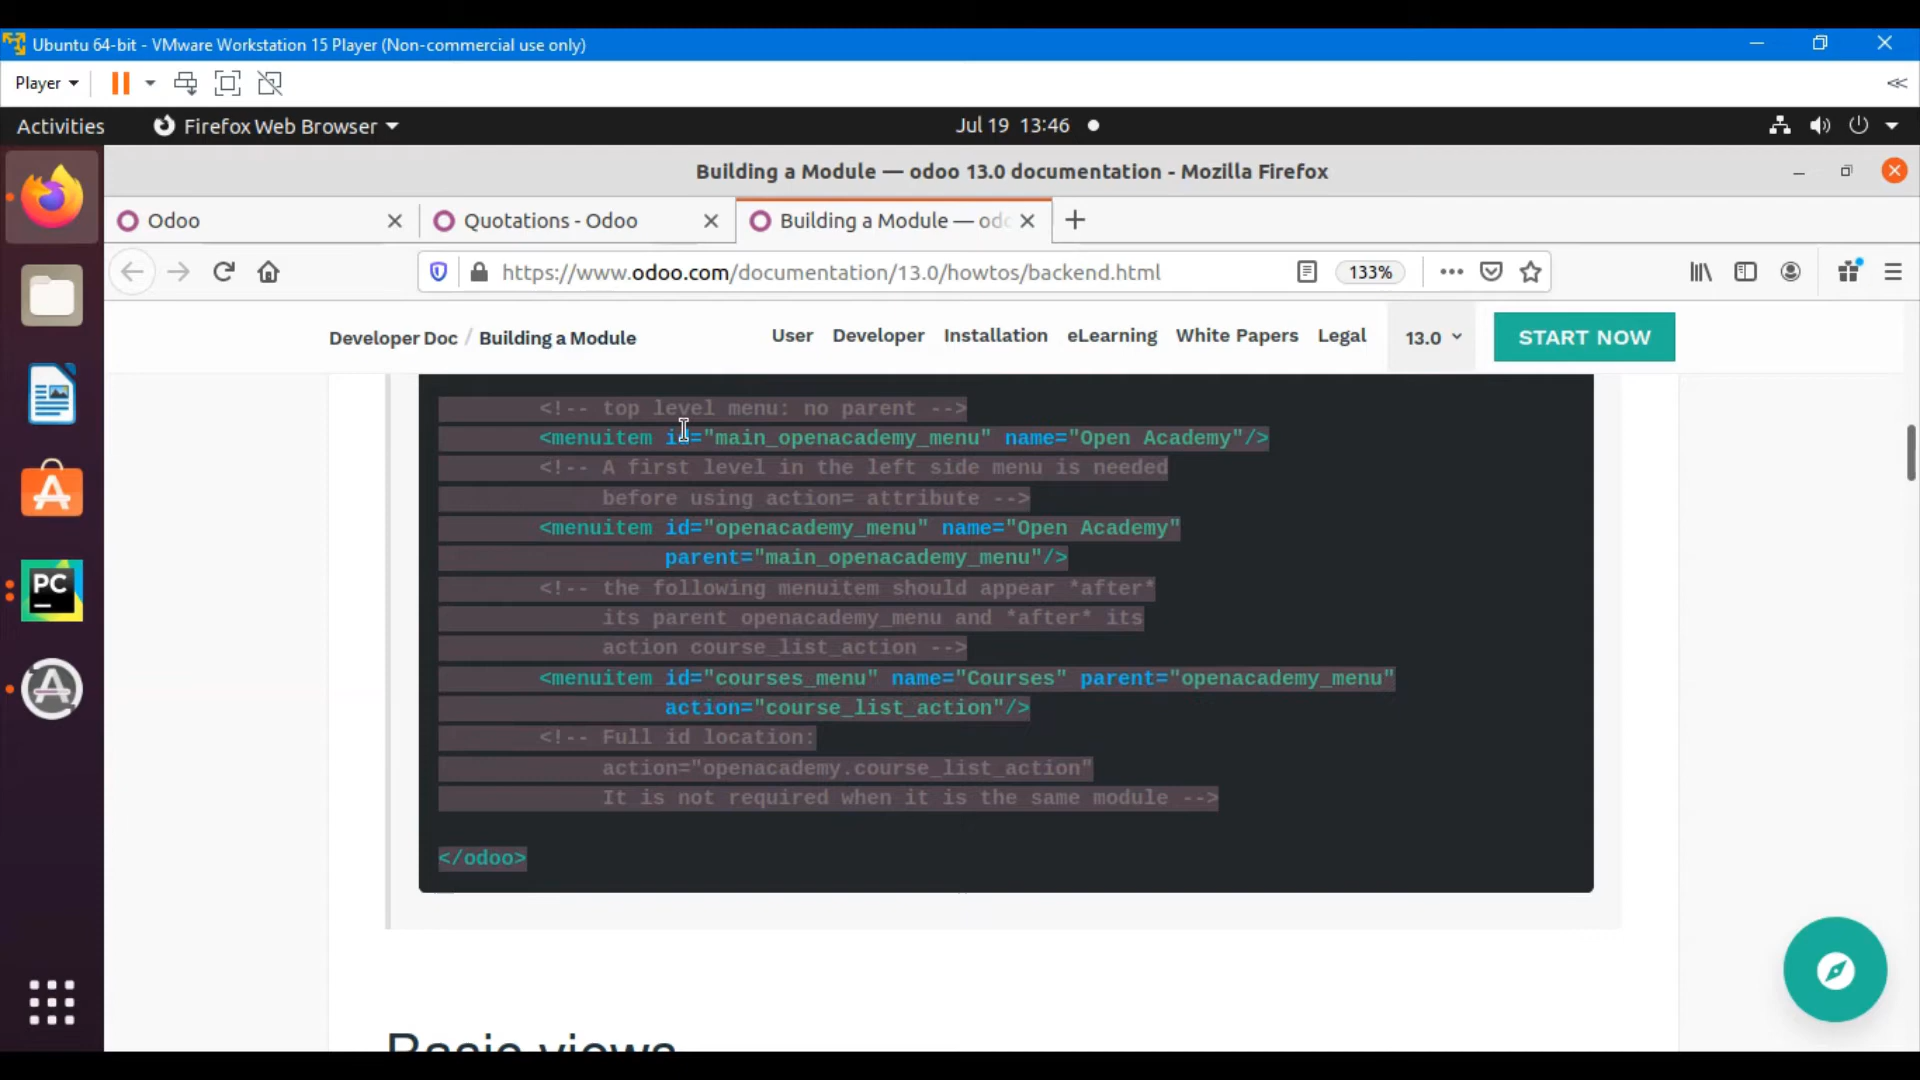 Ubuntu 64-bit - VMware Workstation 15 Player (Non-commercial use only)
Player
Activities
Firefox Web Browser
Jul 19 13:46
Building a Module — odoo 13.0 documentation - Mozilla Firefox
Odoo
Quotations - Odoo
Building a Module — odo
https://www.odoo.com/documentation/13.0/howtos/backend.html
133%
Developer Doc / Building a Module
User Developer Installation eLearning White Papers Legal
13.0
START NOW
<!-- top level menu: no parent -->
<menuitem id="main_openacademy_menu" name="Open Academy"/>
<!-- A first level in the left side menu is needed
before using action= attribute -->
<menuitem id="openacademy_menu" name="Open Academy"
parent="main_openacademy_menu"/>
<!-- the following menuitem should appear *after*
its parent openacademy_menu and *after* its
action course_list_action -->
<menuitem id="courses_menu" name="Courses" parent="openacademy_menu"
action="course_list_action"/>
<!-- Full id location:
action="openacademy.course_list_action"
It is not required when it is the same module -->
</odoo>
Basic views
PC